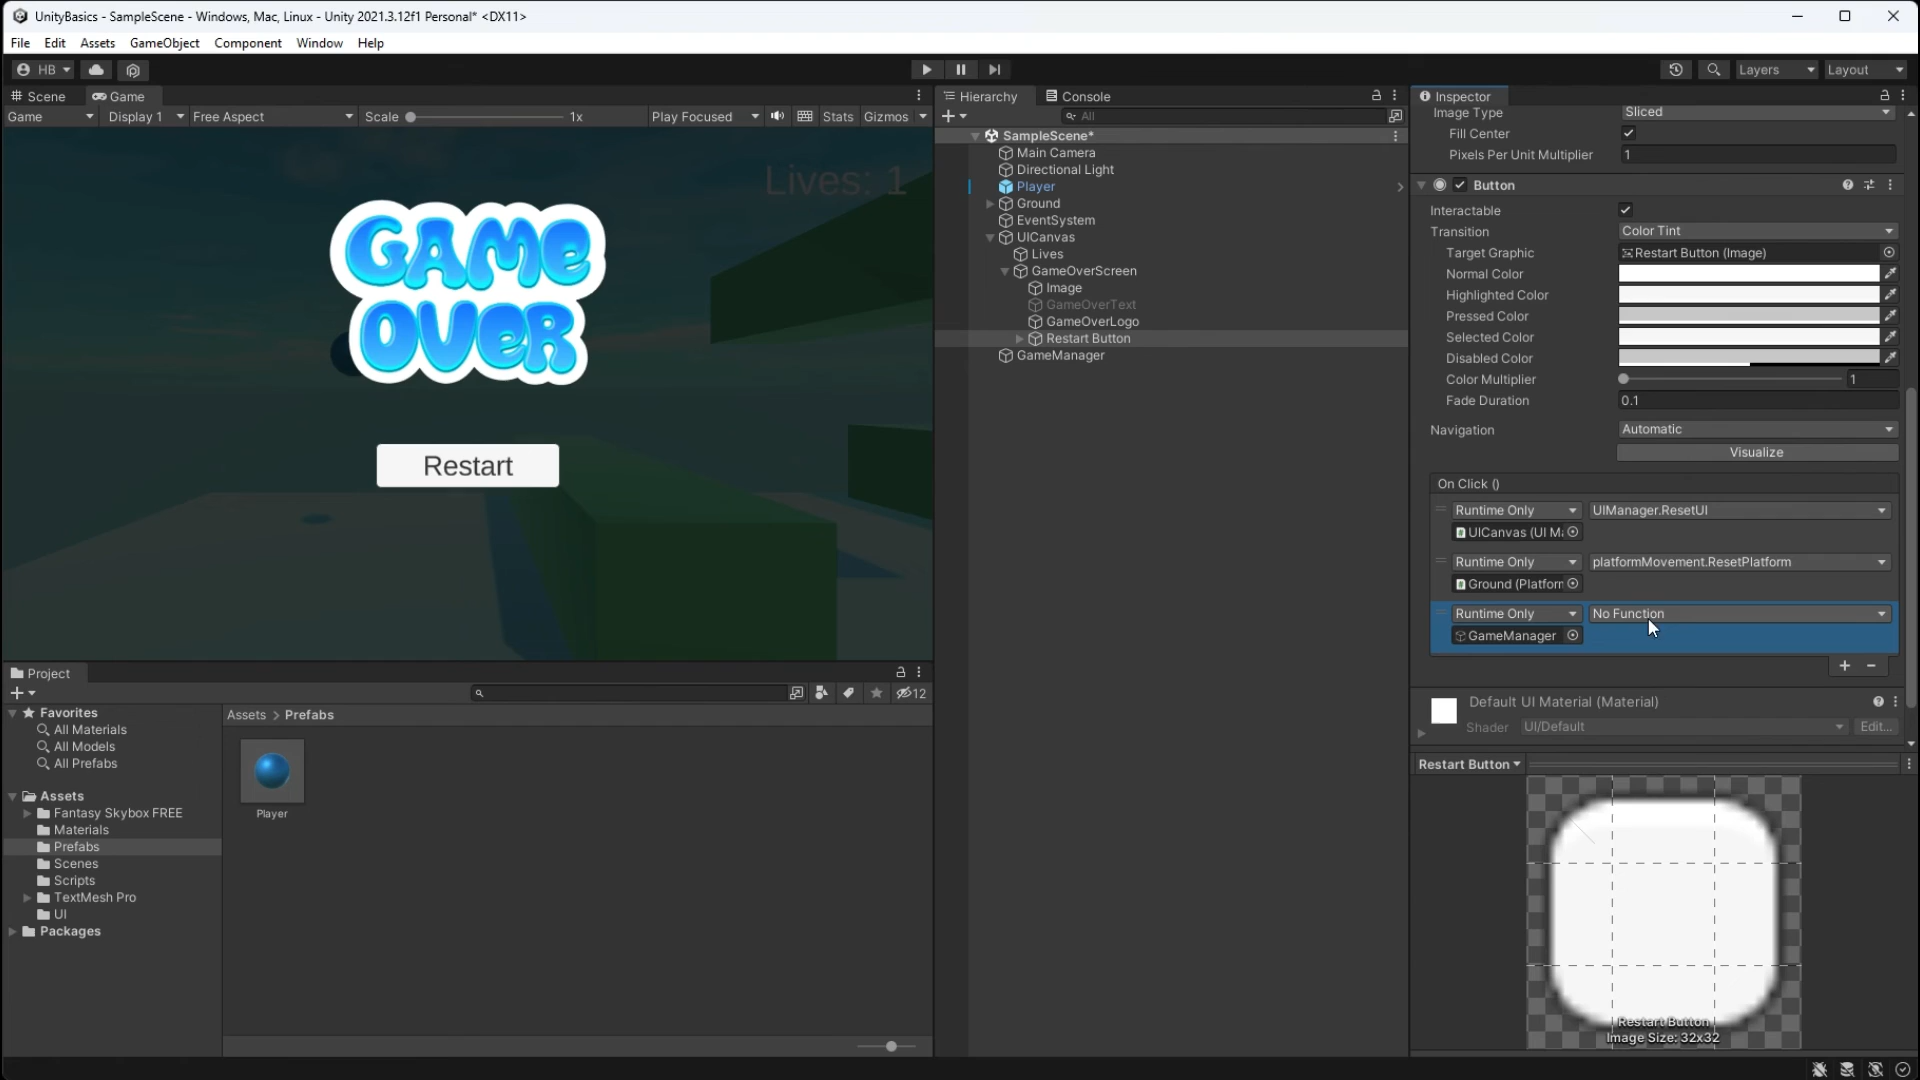 UnityBasics - SampleScene - Windows, Mac, Linux - Unity 2021.3.12f1 Personal* <DX11>
File Edit Assets GameObject Component Window Help
HB Layers Layout
Scene Game
Game Display 1 Free Aspect Scale 1x Play Focused Stats Gizmos
Lives: 1
GAME
OVER
Restart
Hierarchy Console
All
SampleScene*
Main Camera
Directional Light
Player
Ground
EventSystem
UICanvas
Lives
GameOverScreen
Image
GameOverText
GameOverLogo
Restart Button
GameManager
Inspector
Image Type Sliced
Fill Center
Pixels Per Unit Multiplier 1
Button
Interactable
Transition Color Tint
Target Graphic Restart Button (Image)
Normal Color
Highlighted Color
Pressed Color
Selected Color
Disabled Color
Color Multiplier 1
Fade Duration 0.1
Navigation Automatic
Visualize
On Click ()
Runtime Only UIManager.ResetUI
UICanvas (UI Ma
Runtime Only platformMovement.ResetPlatform
Ground (Platforn
Runtime Only No Function
GameManager
+ -
Default UI Material (Material)
Shader UI/Default Edit...
Restart Button
Restart Button
Image Size: 32x32
Project
12
Favorites
All Materials
All Models
All Prefabs
Assets
Fantasy Skybox FREE
Materials
Prefabs
Scenes
Scripts
TextMesh Pro
UI
Packages
Assets > Prefabs
Player